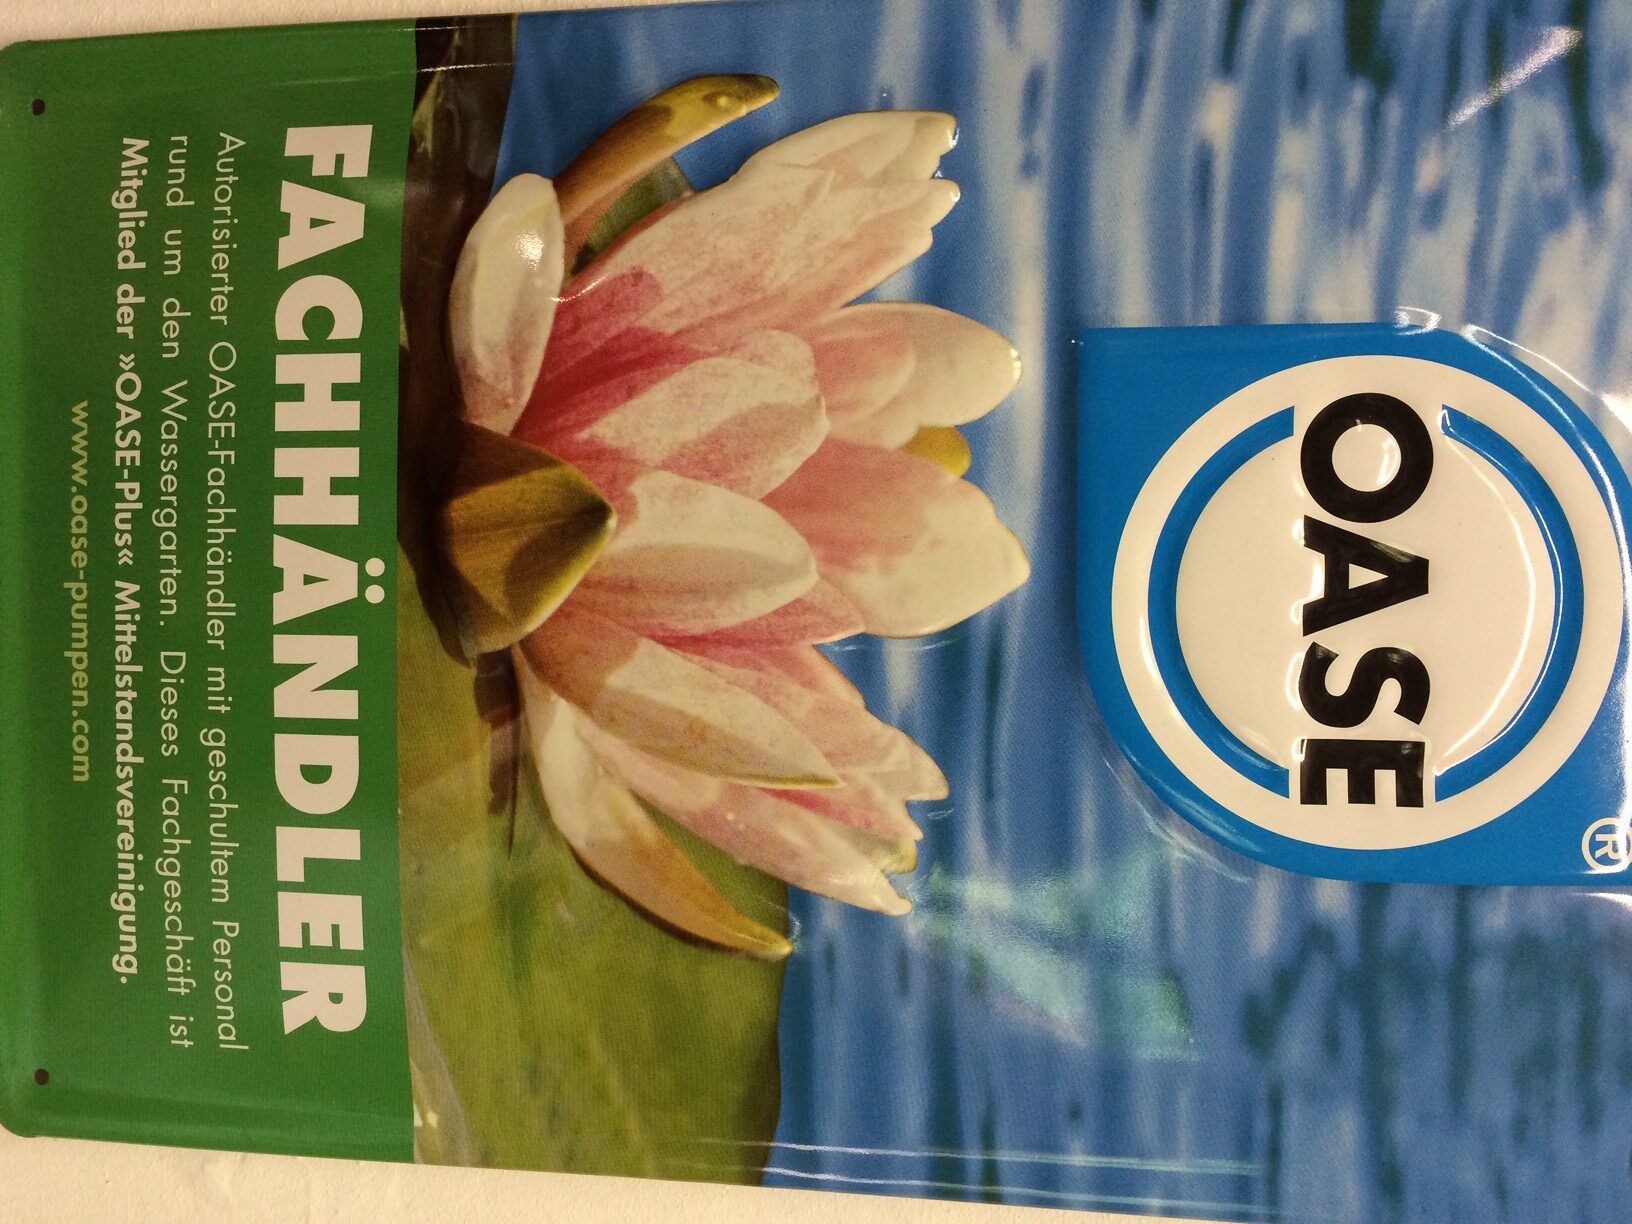 OASE
®
FACHHÄNDLER
Autorisierter OASE-Fachhändler mit geschultem Personal
rund um den Wassergarten. Dieses Fachgeschäft ist
Mitglied der »OASE-Plus« Mittelstandsvereinigung.
www.oase-pumpen.com